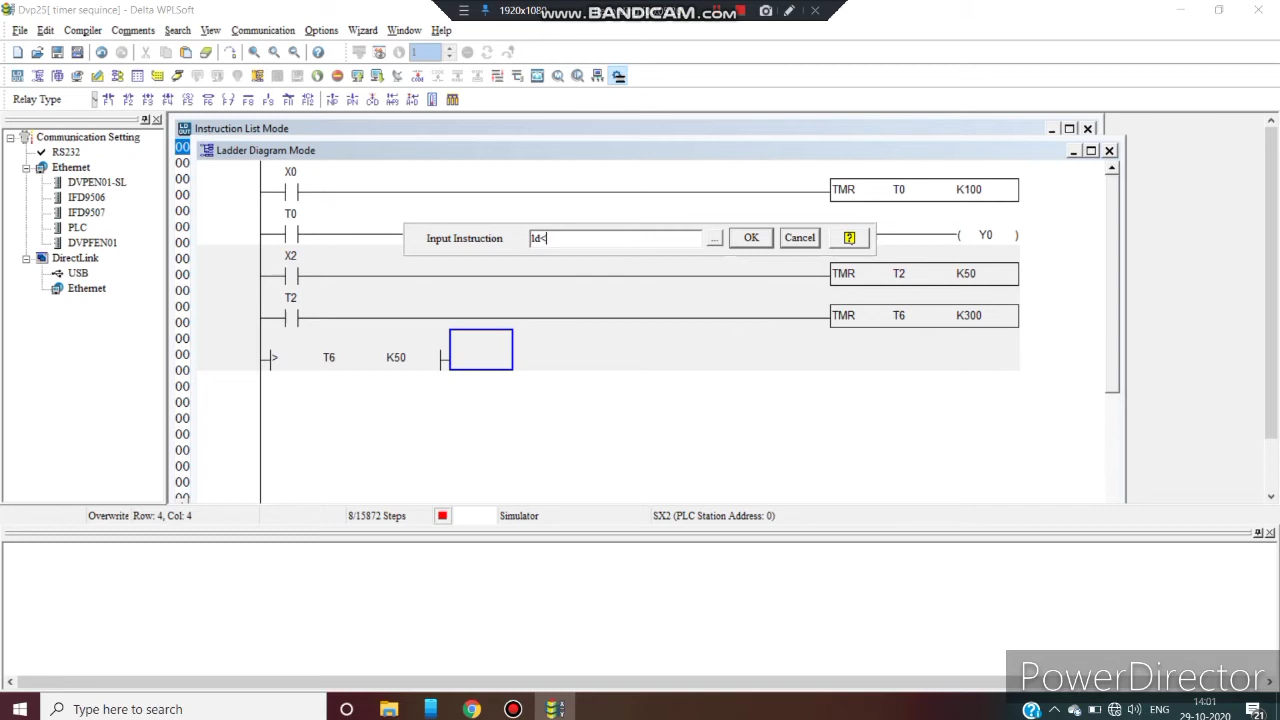 Dvp25[ timer sequince] - Delta WPLSoft
1920x1080
www.BANDICAM.com
File Edit Compiler Comments Search View Communication Options Wizard Window Help
1
Relay Type
Communication Setting
RS232
Ethernet
DVPEN01-SL
IFD9506
IFD9507
PLC
DVPFEN01
DirectLink
USB
Ethernet
Instruction List Mode
Ladder Diagram Mode
X0
TMR T0 K100
T0
Input Instruction ld< ... OK Cancel
( Y0 )
X2
TMR T2 K50
T2
TMR T6 K300
> T6 K50
Overwrite Row: 4, Col: 4 8/15872 Steps Simulator SX2 (PLC Station Address: 0)
PowerDirector
Type here to search
ENG
14:01
29-10-2020